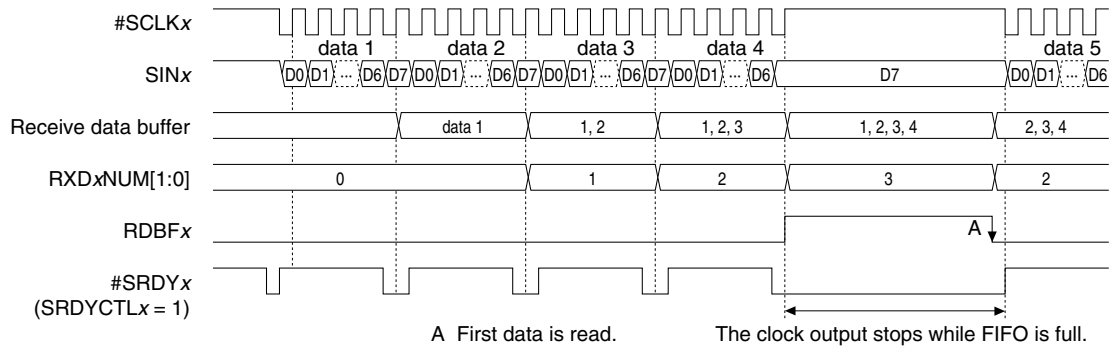 #SCLKx
data 1 data 2 data 3 data 4 data 5
SINx D0 D1 ... D6 D7 D0 D1 ... D6 D7 D0 D1 ... D6 D7 D0 D1 ... D6 D7 D0 D1 ... D6
Receive data buffer data 1 1, 2 1, 2, 3 1, 2, 3, 4 2, 3, 4
RXDxNUM[1:0] 0 1 2 3 2
RDBFx A
#SRDYx
(SRDYCTLx = 1)
A First data is read. The clock output stops while FIFO is full.